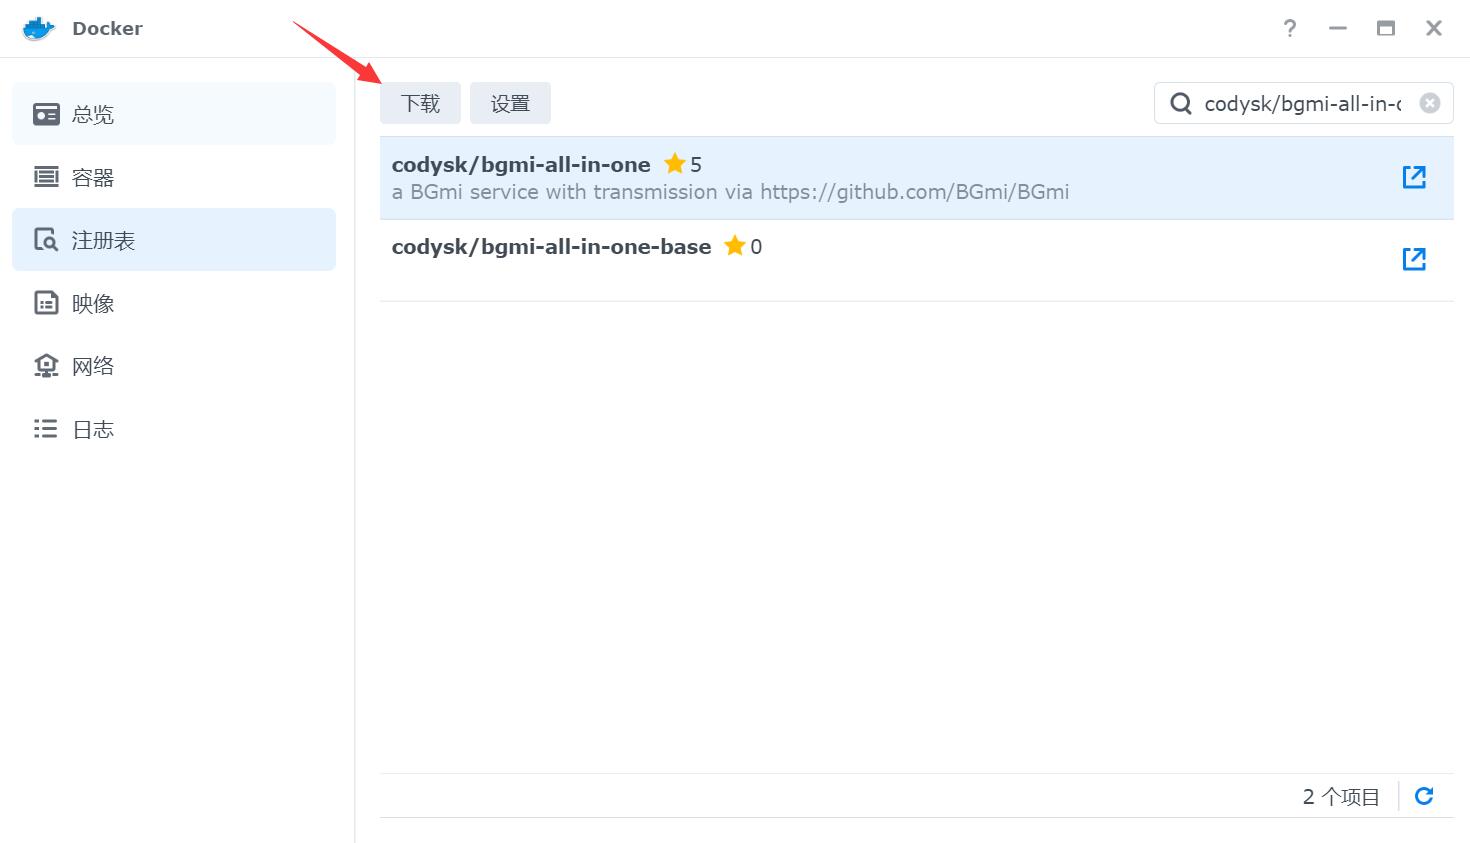 Docker
总览
容器
注册表
映像
网络
日志
下载
设置
codysk/bgmi-all-in-
codysk/bgmi-all-in-one 5
a BGmi service with transmission via https://github.com/BGmi/BGmi
codysk/bgmi-all-in-one-base 0
2 个项目